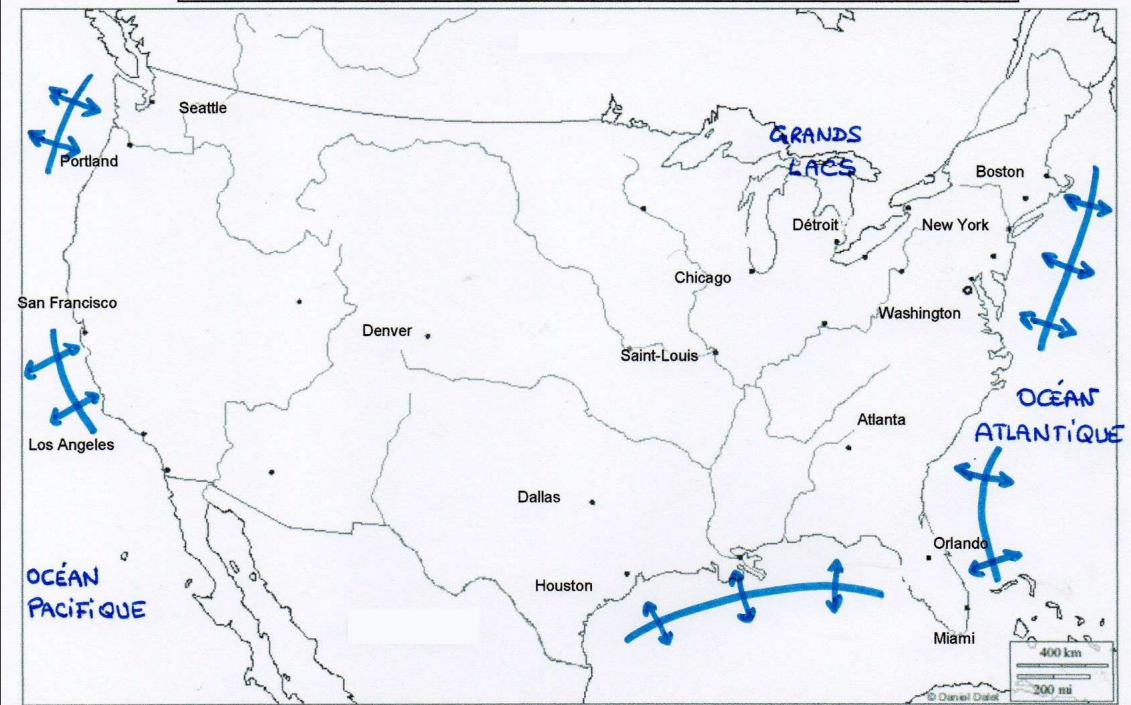 Seattle
Portland
GRANDS
LACS
Boston
Détroit
New York
Chicago
San Francisco
Washington
Denver
Saint-Louis
OCÉAN
ATLANTIQUE
Atlanta
Los Angeles
Dallas
Orlando
Houston
OCÉAN
PACIFIQUE
Miami
400 km
200 mi
© Daniel Dalet